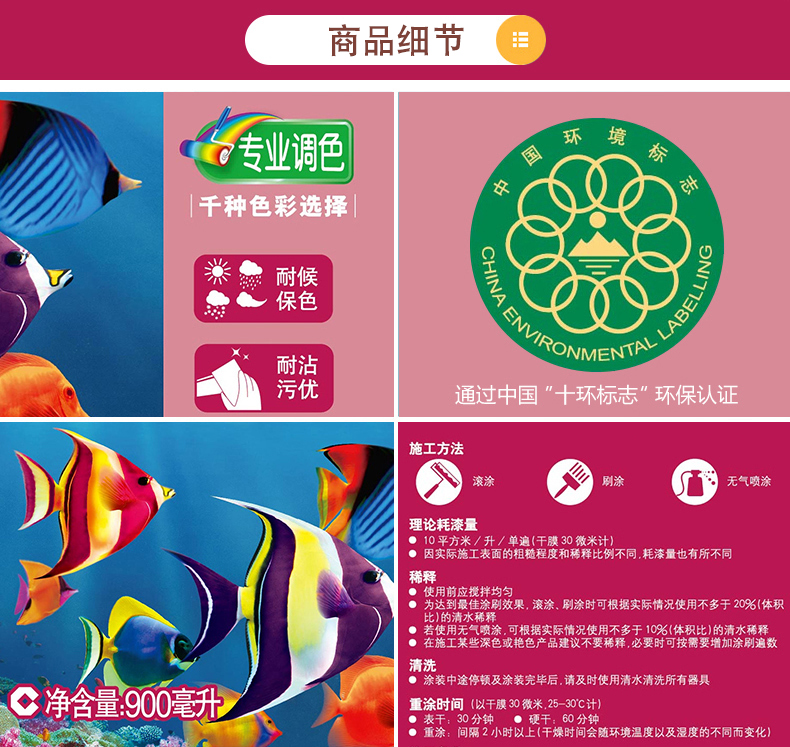 商品细节
专业调色
千种色彩选择
耐候
保色
耐沾
污优
中国环境标志
CHINA ENVIRONMENTAL LABELLING
通过中国"十环标志"环保认证
净含量:900毫升
施工方法
滚涂 刷涂 无气喷涂
理论耗漆量
● 10平方米/升/单遍(干膜30微米计)
● 因实际施工表面的粗糙程度和稀释比例不同,耗漆量也有所不同
稀释
● 使用前应搅拌均匀
● 为达到最佳涂刷效果, 滚涂、刷涂时可根据实际情况使用不多于20%(体积
比)的清水稀释
● 若使用无气喷涂,可根据实际情况使用不多于10%(体积比)的清水稀释
● 在施工某些深色或艳色产品建议不要稀释,必要时可按需要增加涂刷遍数
清洗
● 涂装中途停顿及涂装完毕后,请及时使用清水清洗所有器具
重涂时间 (以干膜30微米,25-30℃计)
● 表干: 30分钟 ● 硬干: 60分钟
● 重涂: 间隔2小时以上(干燥时间会随环境温度以及湿度的不同而变化)